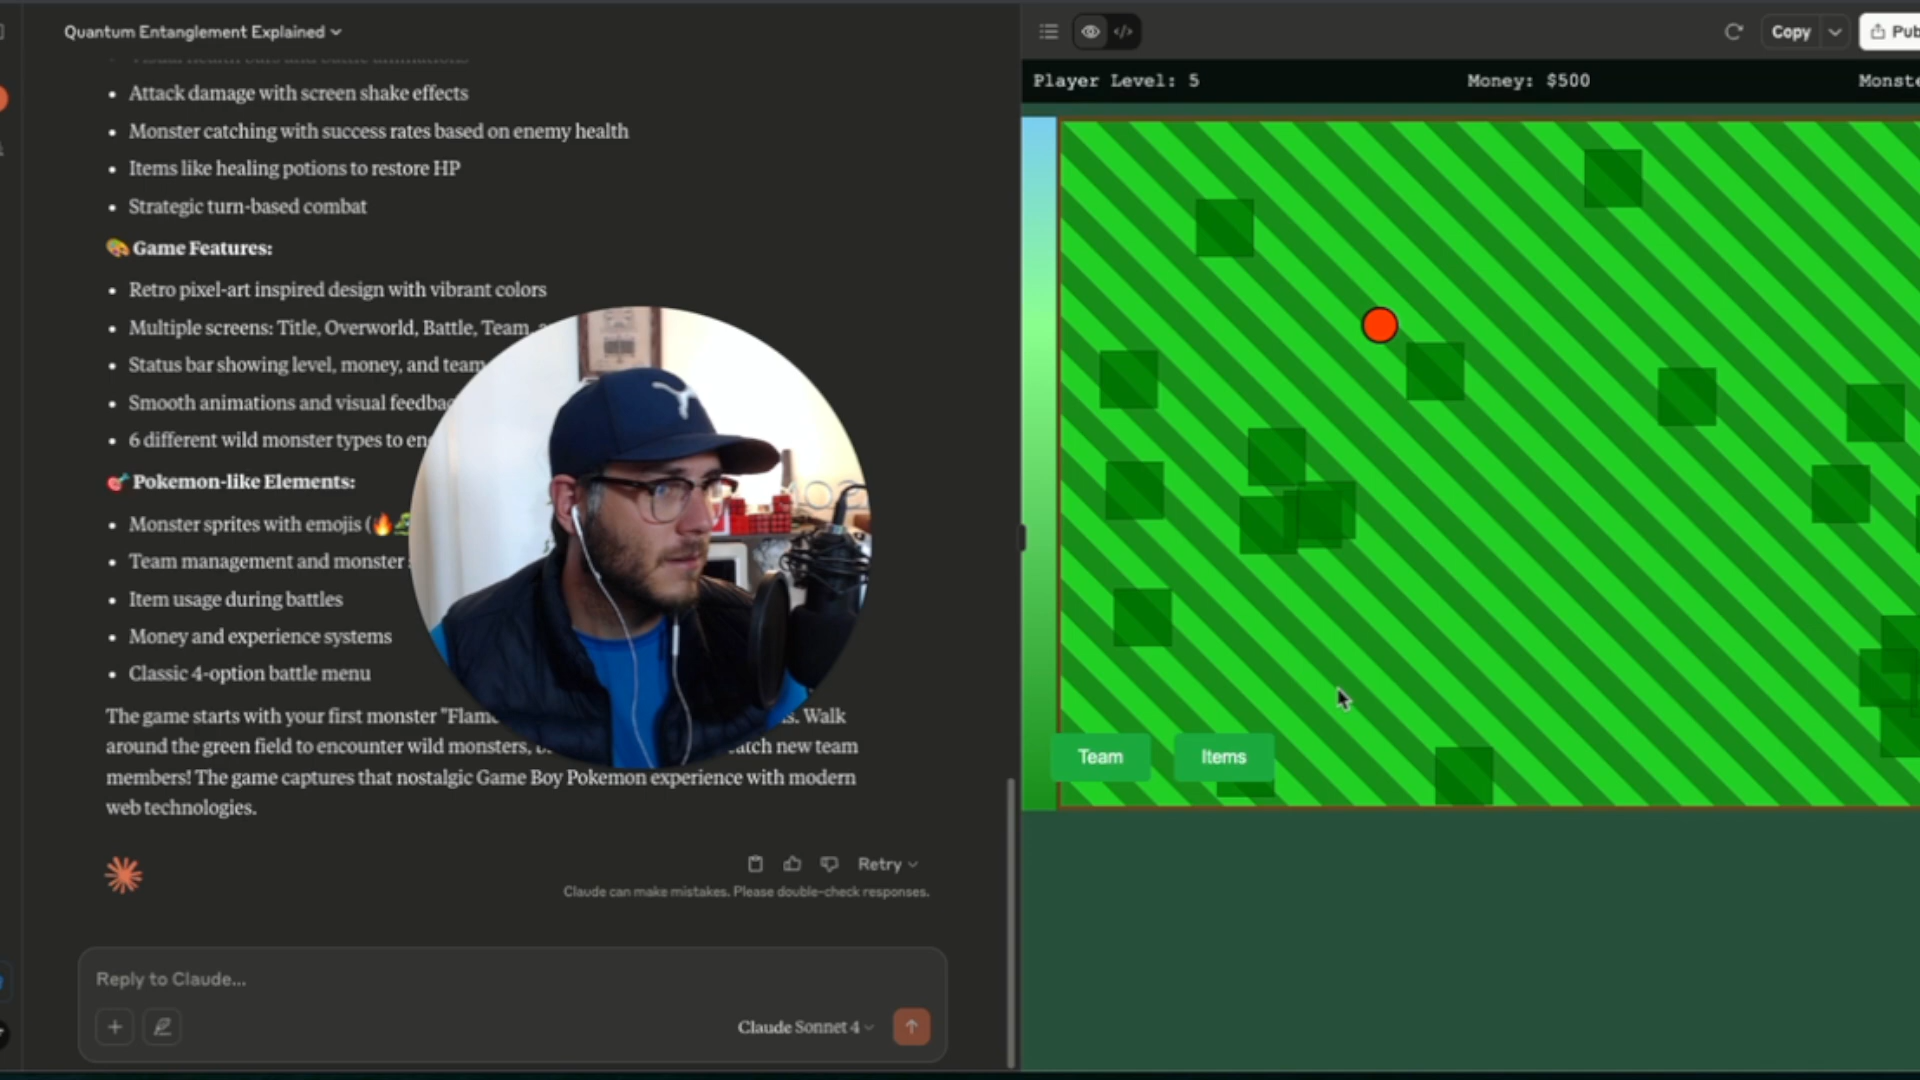 Quantum Entanglement Explained
Visual health bars and battle animations
Attack damage with screen shake effects
Monster catching with success rates based on enemy health
Items like healing potions to restore HP
Strategic turn-based combat
🎨 Game Features:
Retro pixel-art inspired design with vibrant colors
Multiple screens: Title, Overworld, Battle, Team,
Status bar showing level, money, and team
Smooth animations and visual
6 different wild monster types to
🎯 Pokemon-like Elements:
Monster sprites with emojis (🔥
Team management and monster
Item usage during battles
Money and experience systems
Classic 4-option battle menu
The game starts with your first monster "Walk
around the green field to encounter wild monsters, catch new team
members! The game captures that nostalgic Game Boy Pokemon experience with modern
web technologies.
Retry
Claude can make mistakes. Please double-check responses.
Reply to Claude...
Claude Sonnet 4
Copy
Player Level: 5 Money: $500
Team Items